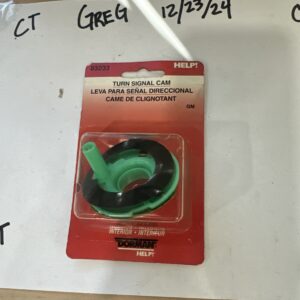 CT GREG 12/23/24 C
HELP!
83233
TURN SIGNAL CAM
LEVA PARA SEÑAL DIRECCIONAL
CAME DE CLIGNOTANT
GM
INTERIOR • INTERIEUR
DORMAN
HELP!
T